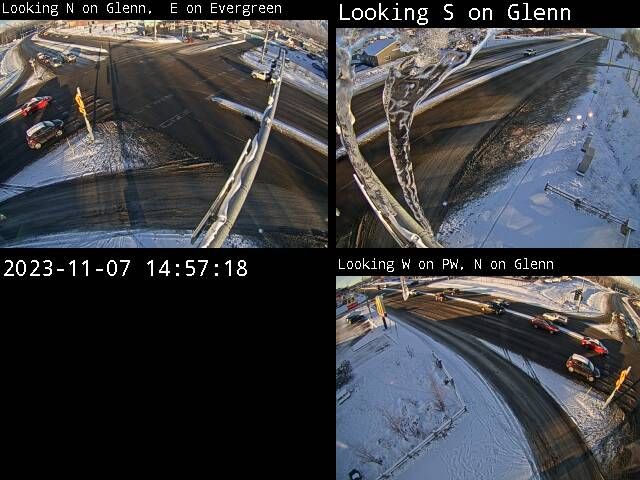 Looking N on Glenn,  E on Evergreen
Looking S on Glenn
2023-11-07 14:57:18
Looking W on PW, N on Glenn